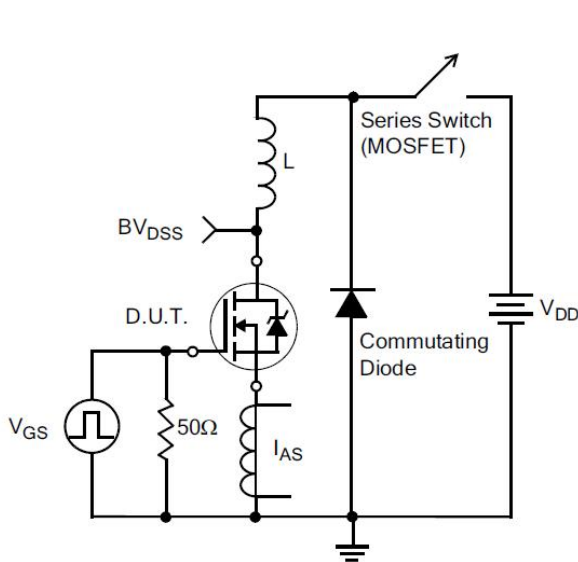 Series Switch
(MOSFET)
L
BVDSS
D.U.T.
VDD
Commutating
Diode
VGS
50Ω
IAS